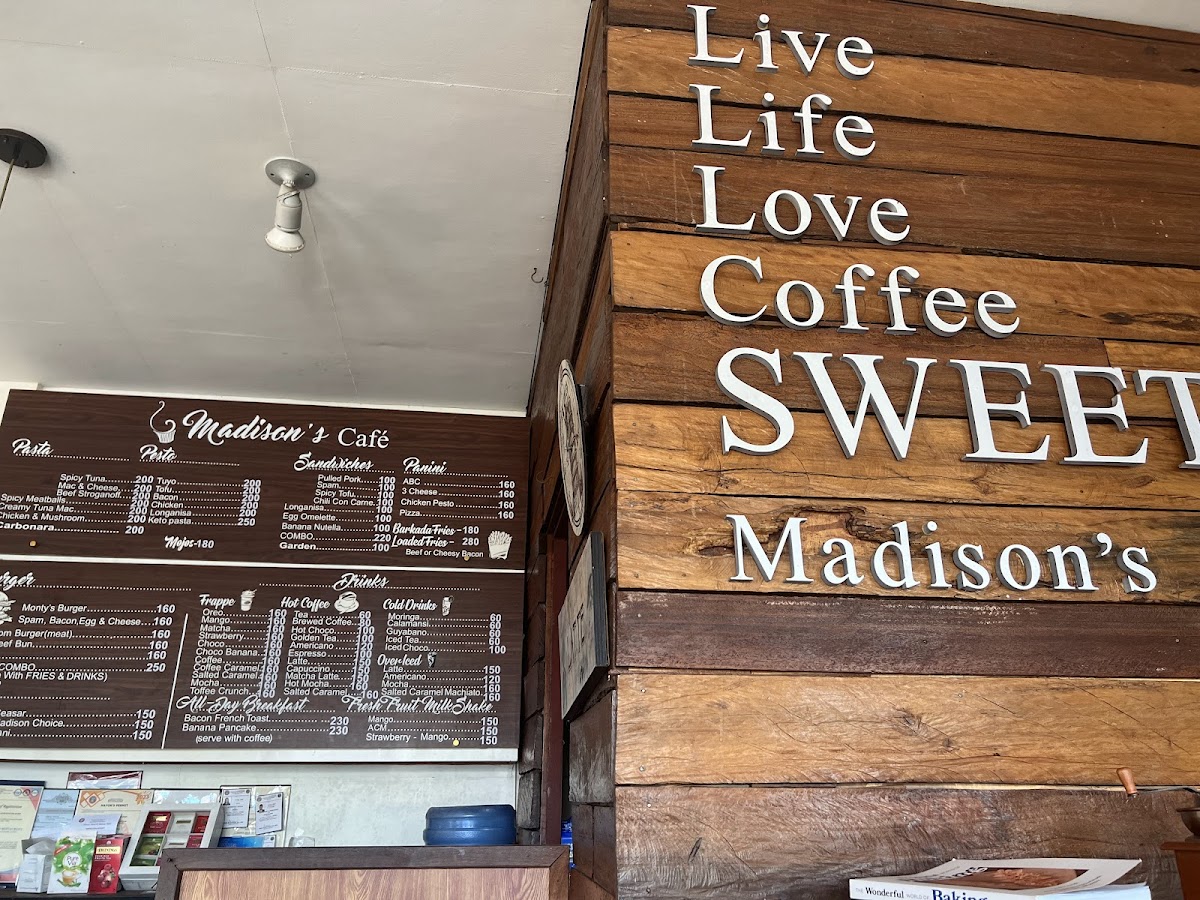 Live
Life
Love
Coffee
SWEET
Madison's
Madison's Café
Pasta
Spicy Tuna 200
Mac & Cheese 200
Beef Stroganoff 200
Spicy Meatballs 200
Creamy Tuna Mac 200
Chicken & Mushroom 200
Carbonara 200
Pesto
Tuyo 200
Tofu 200
Bacon 200
Chicken 200
Longanisa 200
Keto pasta 250
Mojos-180
Sandwiches
Pulled Pork 100
Spam 100
Spicy Tofu 100
Chili Con Carne 100
Longanisa 100
Egg Omelette 100
Banana Nutella 100
COMBO 220
Garden 100
Panini
ABC 160
3 Cheese 160
Chicken Pesto 160
Pizza 160
Barkada Fries - 180
Loaded Fries - 280
Beef or Cheesy Bacon
Monty's Burger 160
Spam, Bacon,Egg & Cheese 160
Burger(meal) 160
Bun 160
160
COMBO 250
With FRIES & DRINKS)
150
Madison Choice 150
150
Drinks
Frappe
Oreo 160
Mango 160
Matcha 160
Strawberry 160
Choco 160
Choco Banana 160
Coffee 160
Coffee Caramel 160
Salted Caramel 160
Mocha 160
Toffee Crunch 160
Hot Coffee
Tea
Brewed Coffee
Hot Choco 100
Golden Tea 100
Americano
Espresso
Latte 150
Capuccino 150
Matcha Latte 150
Hot Mocha 160
Salted Caramel 160
Cold Drinks
Moringa 60
Calamansi 60
Guyabano 60
Iced Tea 60
Iced Choco 100
Over Iced
Latte 150
Americano 120
Mocha 160
Salted Caramel Machiato 160
All Day Breakfast
Bacon French Toast 230
Banana Pancake 230
(serve with coffee)
Fresh Fruit Milk Shake
Mango 150
ACM 150
Strawberry - Mango 150
THE Wonderful WORLD OF Baking